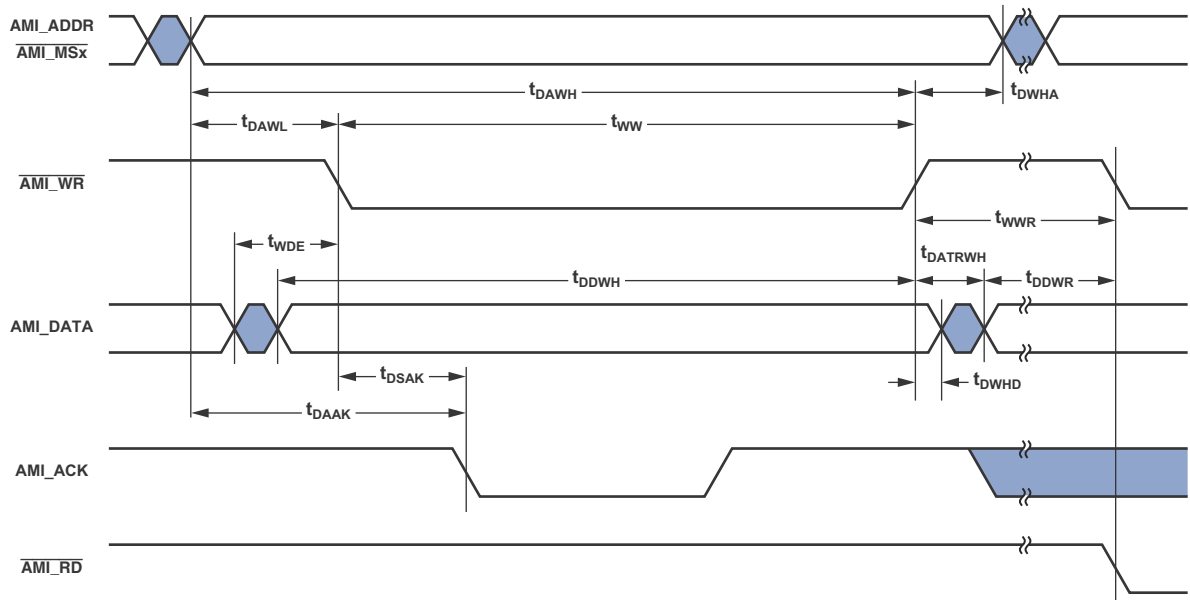 AMI_ADDR
AMI_MSx
tDAWH
tDWHA
tDAWL
tWW
AMI_WR
tWWR
tWDE
tDATRWH
tDDWH
tDDWR
AMI_DATA
tDSAK
tDWHD
tDAAK
AMI_ACK
AMI_RD